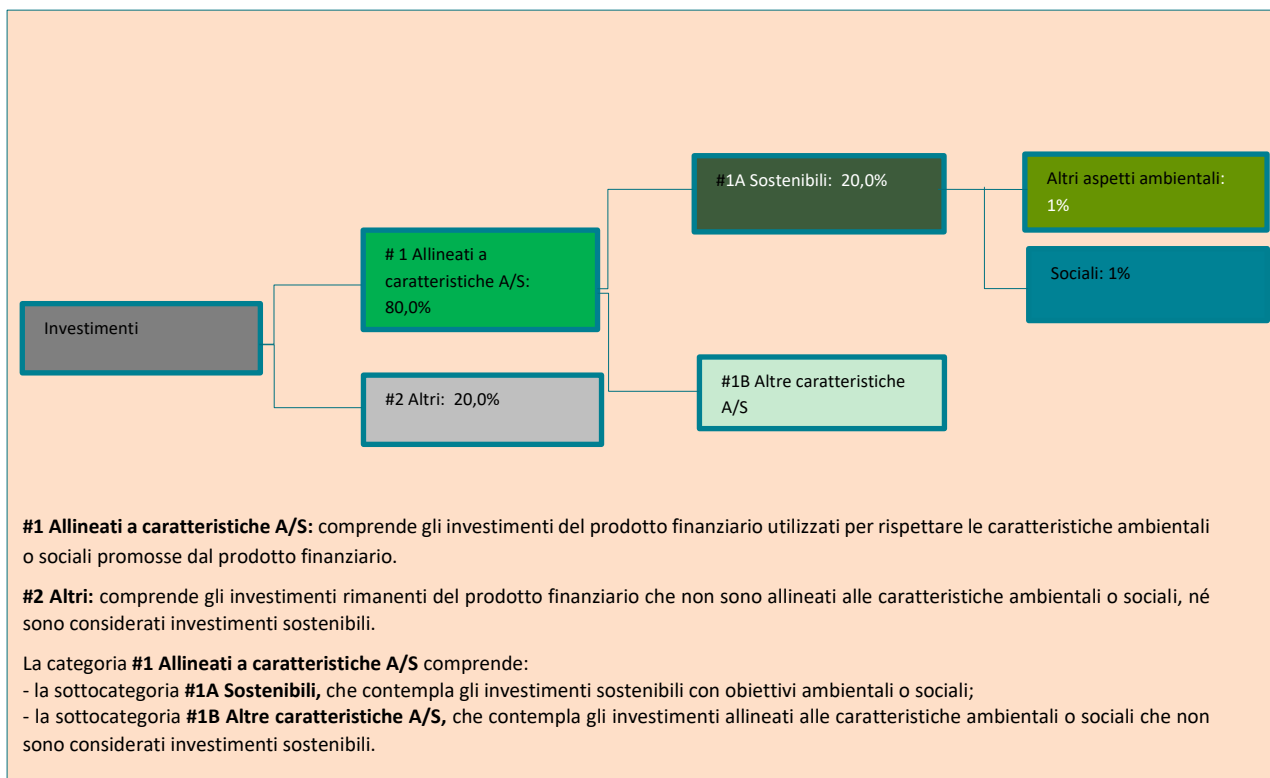 #1A Sostenibili: 20,0%
Altri aspetti ambientali:
1%
# 1 Allineati a
caratteristiche A/S:
80,0%
Sociali: 1%
Investimenti
#2 Altri: 20,0%
#1B Altre caratteristiche
A/S
#1 Allineati a caratteristiche A/S: comprende gli investimenti del prodotto finanziario utilizzati per rispettare le caratteristiche ambientali
o sociali promosse dal prodotto finanziario.
#2 Altri: comprende gli investimenti rimanenti del prodotto finanziario che non sono allineati alle caratteristiche ambientali o sociali, né
sono considerati investimenti sostenibili.
La categoria #1 Allineati a caratteristiche A/S comprende:
- la sottocategoria #1A Sostenibili, che contempla gli investimenti sostenibili con obiettivi ambientali o sociali;
- la sottocategoria #1B Altre caratteristiche A/S, che contempla gli investimenti allineati alle caratteristiche ambientali o sociali che non
sono considerati investimenti sostenibili.